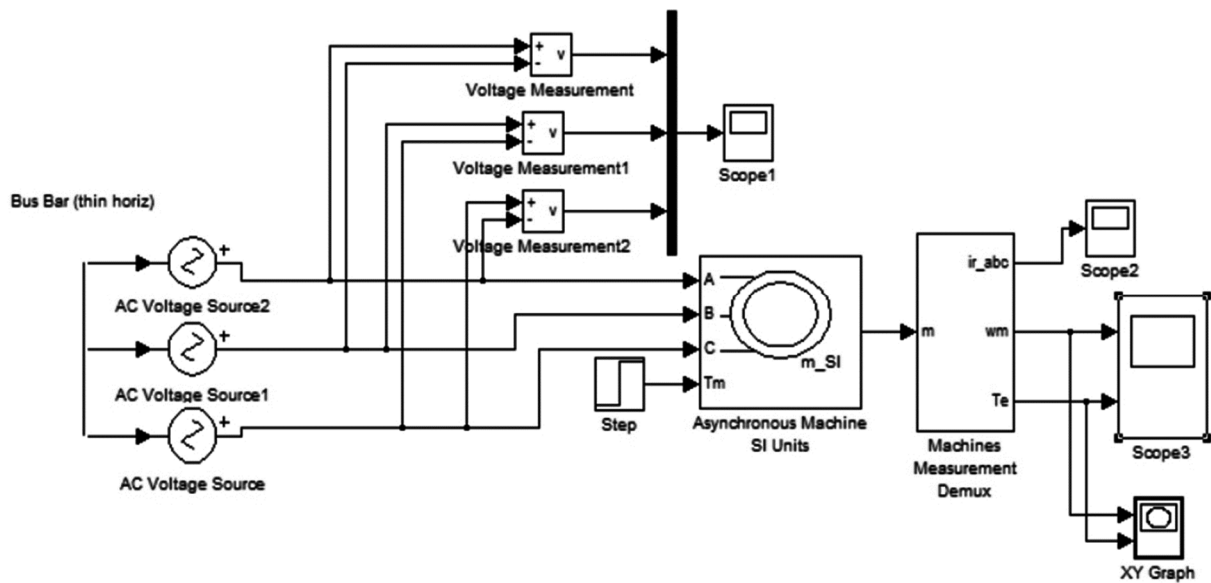 +
-
v
Voltage Measurement
+
-
v
Voltage Measurement1
Scope1
Bus Bar (thin horiz)
+
-
v
Voltage Measurement2
+
AC Voltage Source2
+
AC Voltage Source1
+
AC Voltage Source
Step
A
B
C
Tm
m_SI
Asynchronous Machine
SI Units
m
ir_abc
wm
Te
Machines
Measurement
Demux
Scope2
Scope3
XY Graph